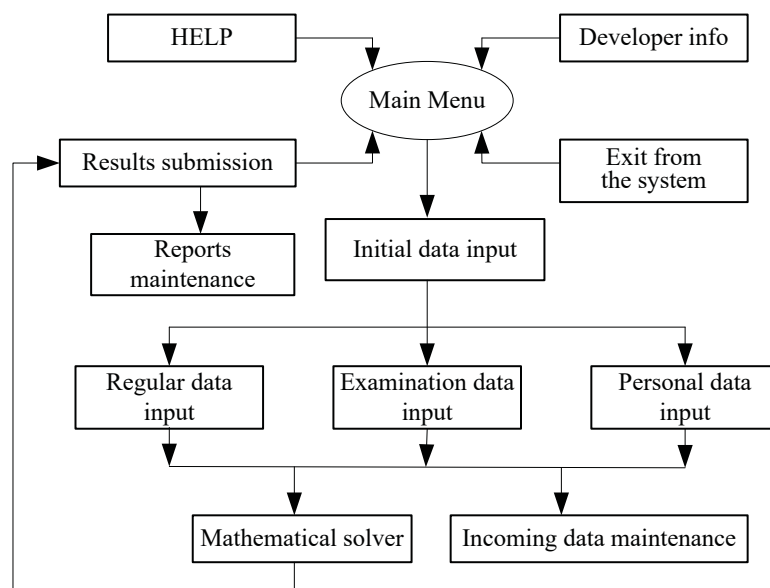 HELP
Developer info
Main Menu
Results submission
Exit from
the system
Reports
maintenance
Initial data input
Regular data
input
Examination data
input
Personal data
input
Mathematical solver
Incoming data maintenance